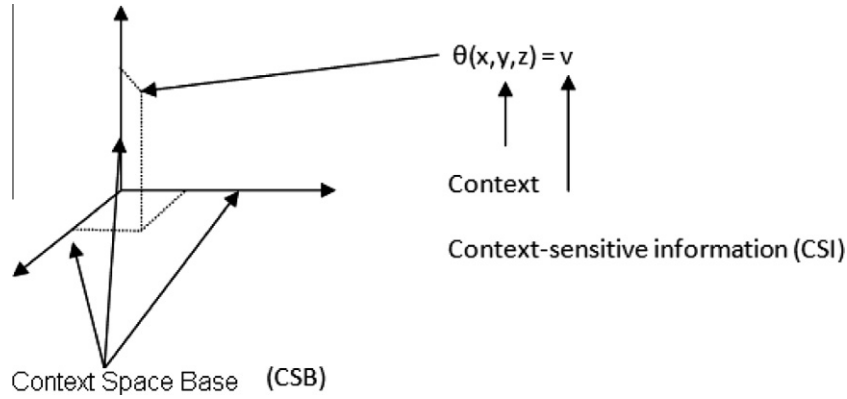 θ(x,y,z) = v
Context
Context-sensitive information (CSI)
Context Space Base (CSB)